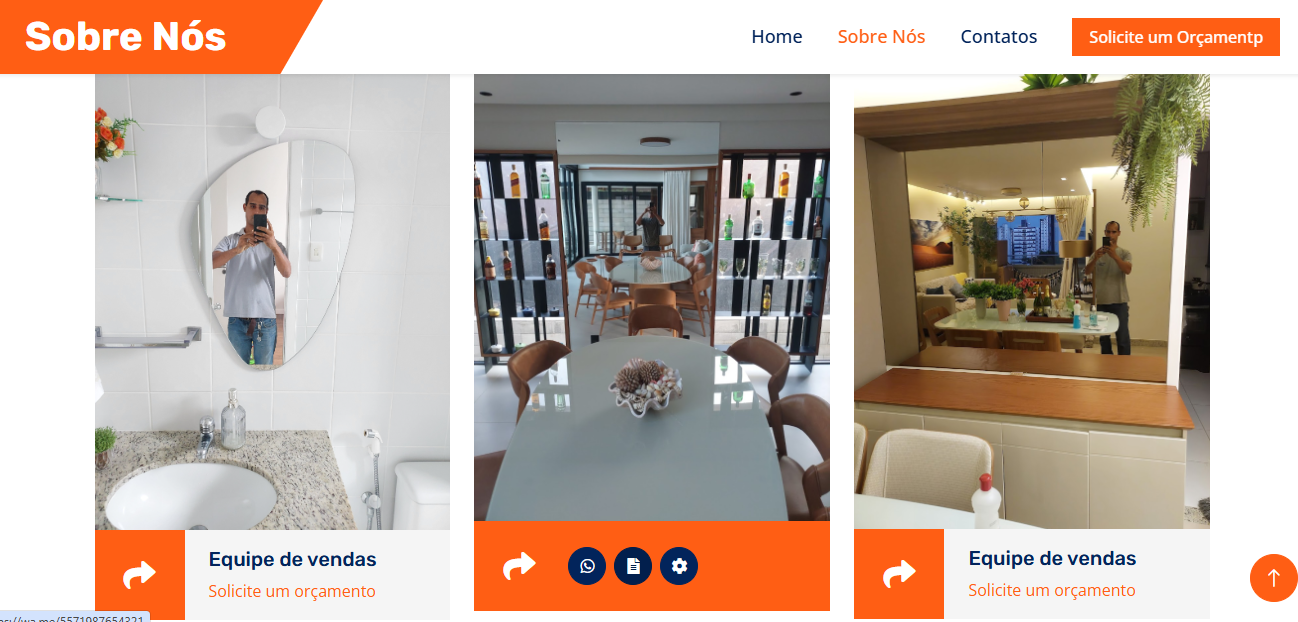 Sobre Nós
Home
Sobre Nós
Contatos
Solicite um Orçamentp
Equipe de vendas
Solicite um orçamento
Equipe de vendas
Solicite um orçamento
://wa.me/5571987654321